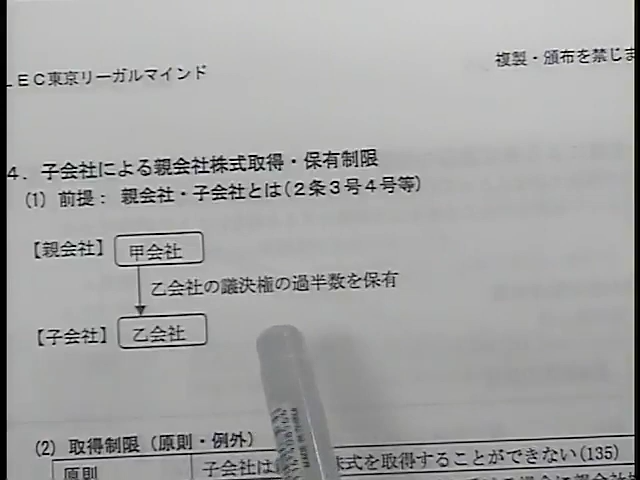 LEC東京リーガルマインド
複製・頒布を禁じま
4. 子会社による親会社株式取得・保有制限
(1) 前提：親会社・子会社とは(2条3号4号等)
【親会社】 甲会社
乙会社の議決権の過半数を保有
【子会社】 乙会社
(2) 取得制限(原則・例外)
原則 子会社は 株式を取得することができない(135)